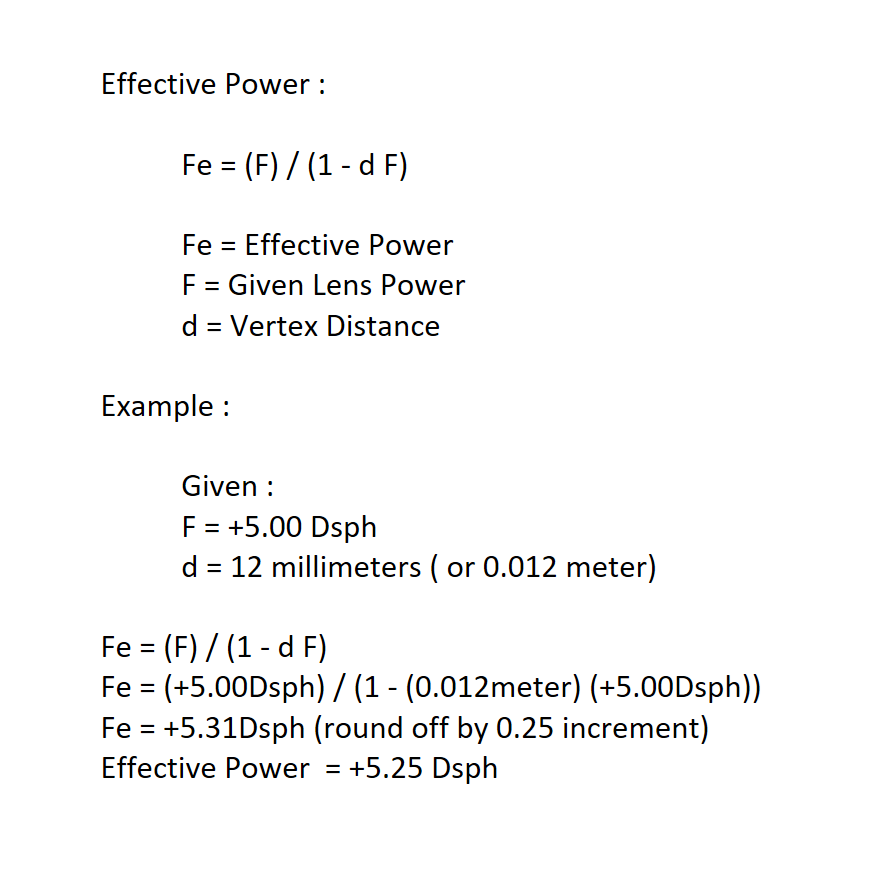 Effective Power :
Fe = (F) / (1 - d F)
Fe = Effective Power
F = Given Lens Power
d = Vertex Distance
Example :
Given :
F = +5.00 Dsph
d = 12 millimeters ( or 0.012 meter)
Fe = (F) / (1 - d F)
Fe = (+5.00Dsph) / (1 - (0.012meter) (+5.00Dsph))
Fe = +5.31Dsph (round off by 0.25 increment)
Effective Power  = +5.25 Dsph